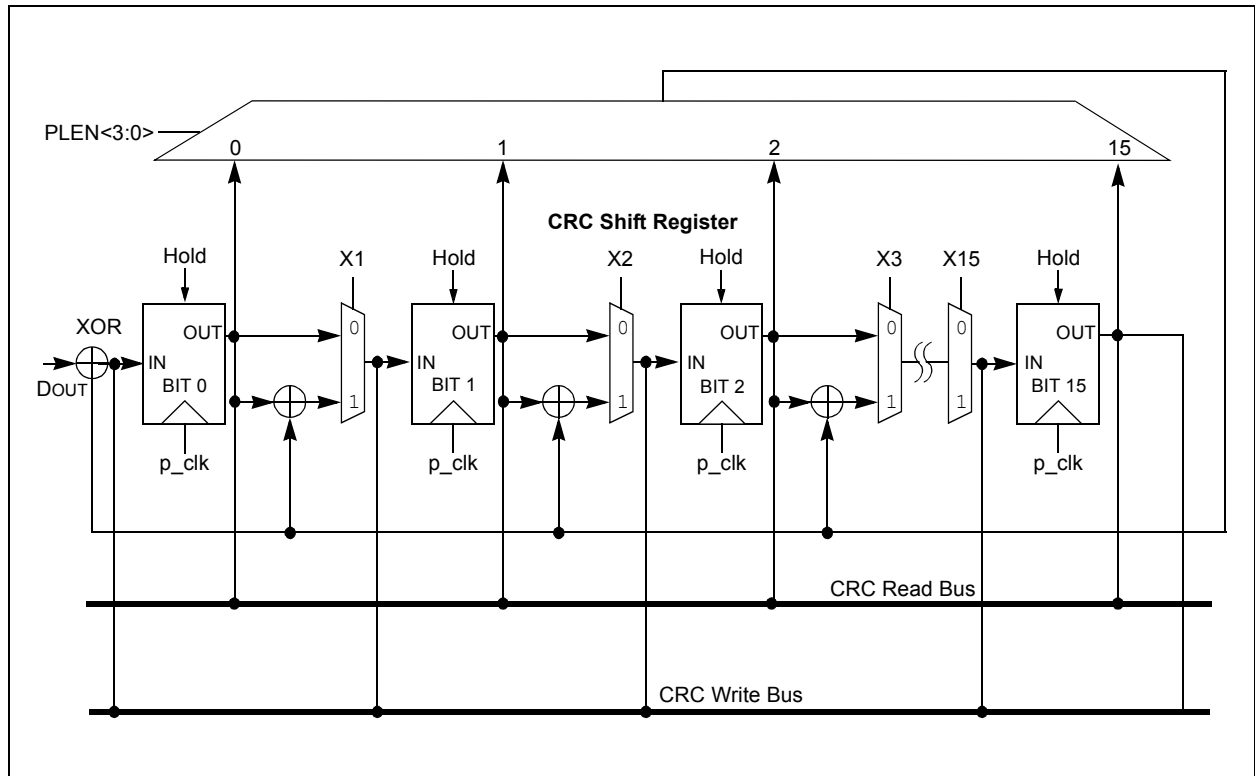 PLEN<3:0>
0 1 2 15
CRC Shift Register
Hold X1 Hold X2 Hold X3 X15 Hold
XOR
OUT 0 OUT 0 OUT 0 0 OUT
IN IN IN IN
DOUT
BIT 0 1 BIT 1 1 BIT 2 1 1 BIT 15
p_clk p_clk p_clk p_clk
CRC Read Bus
CRC Write Bus